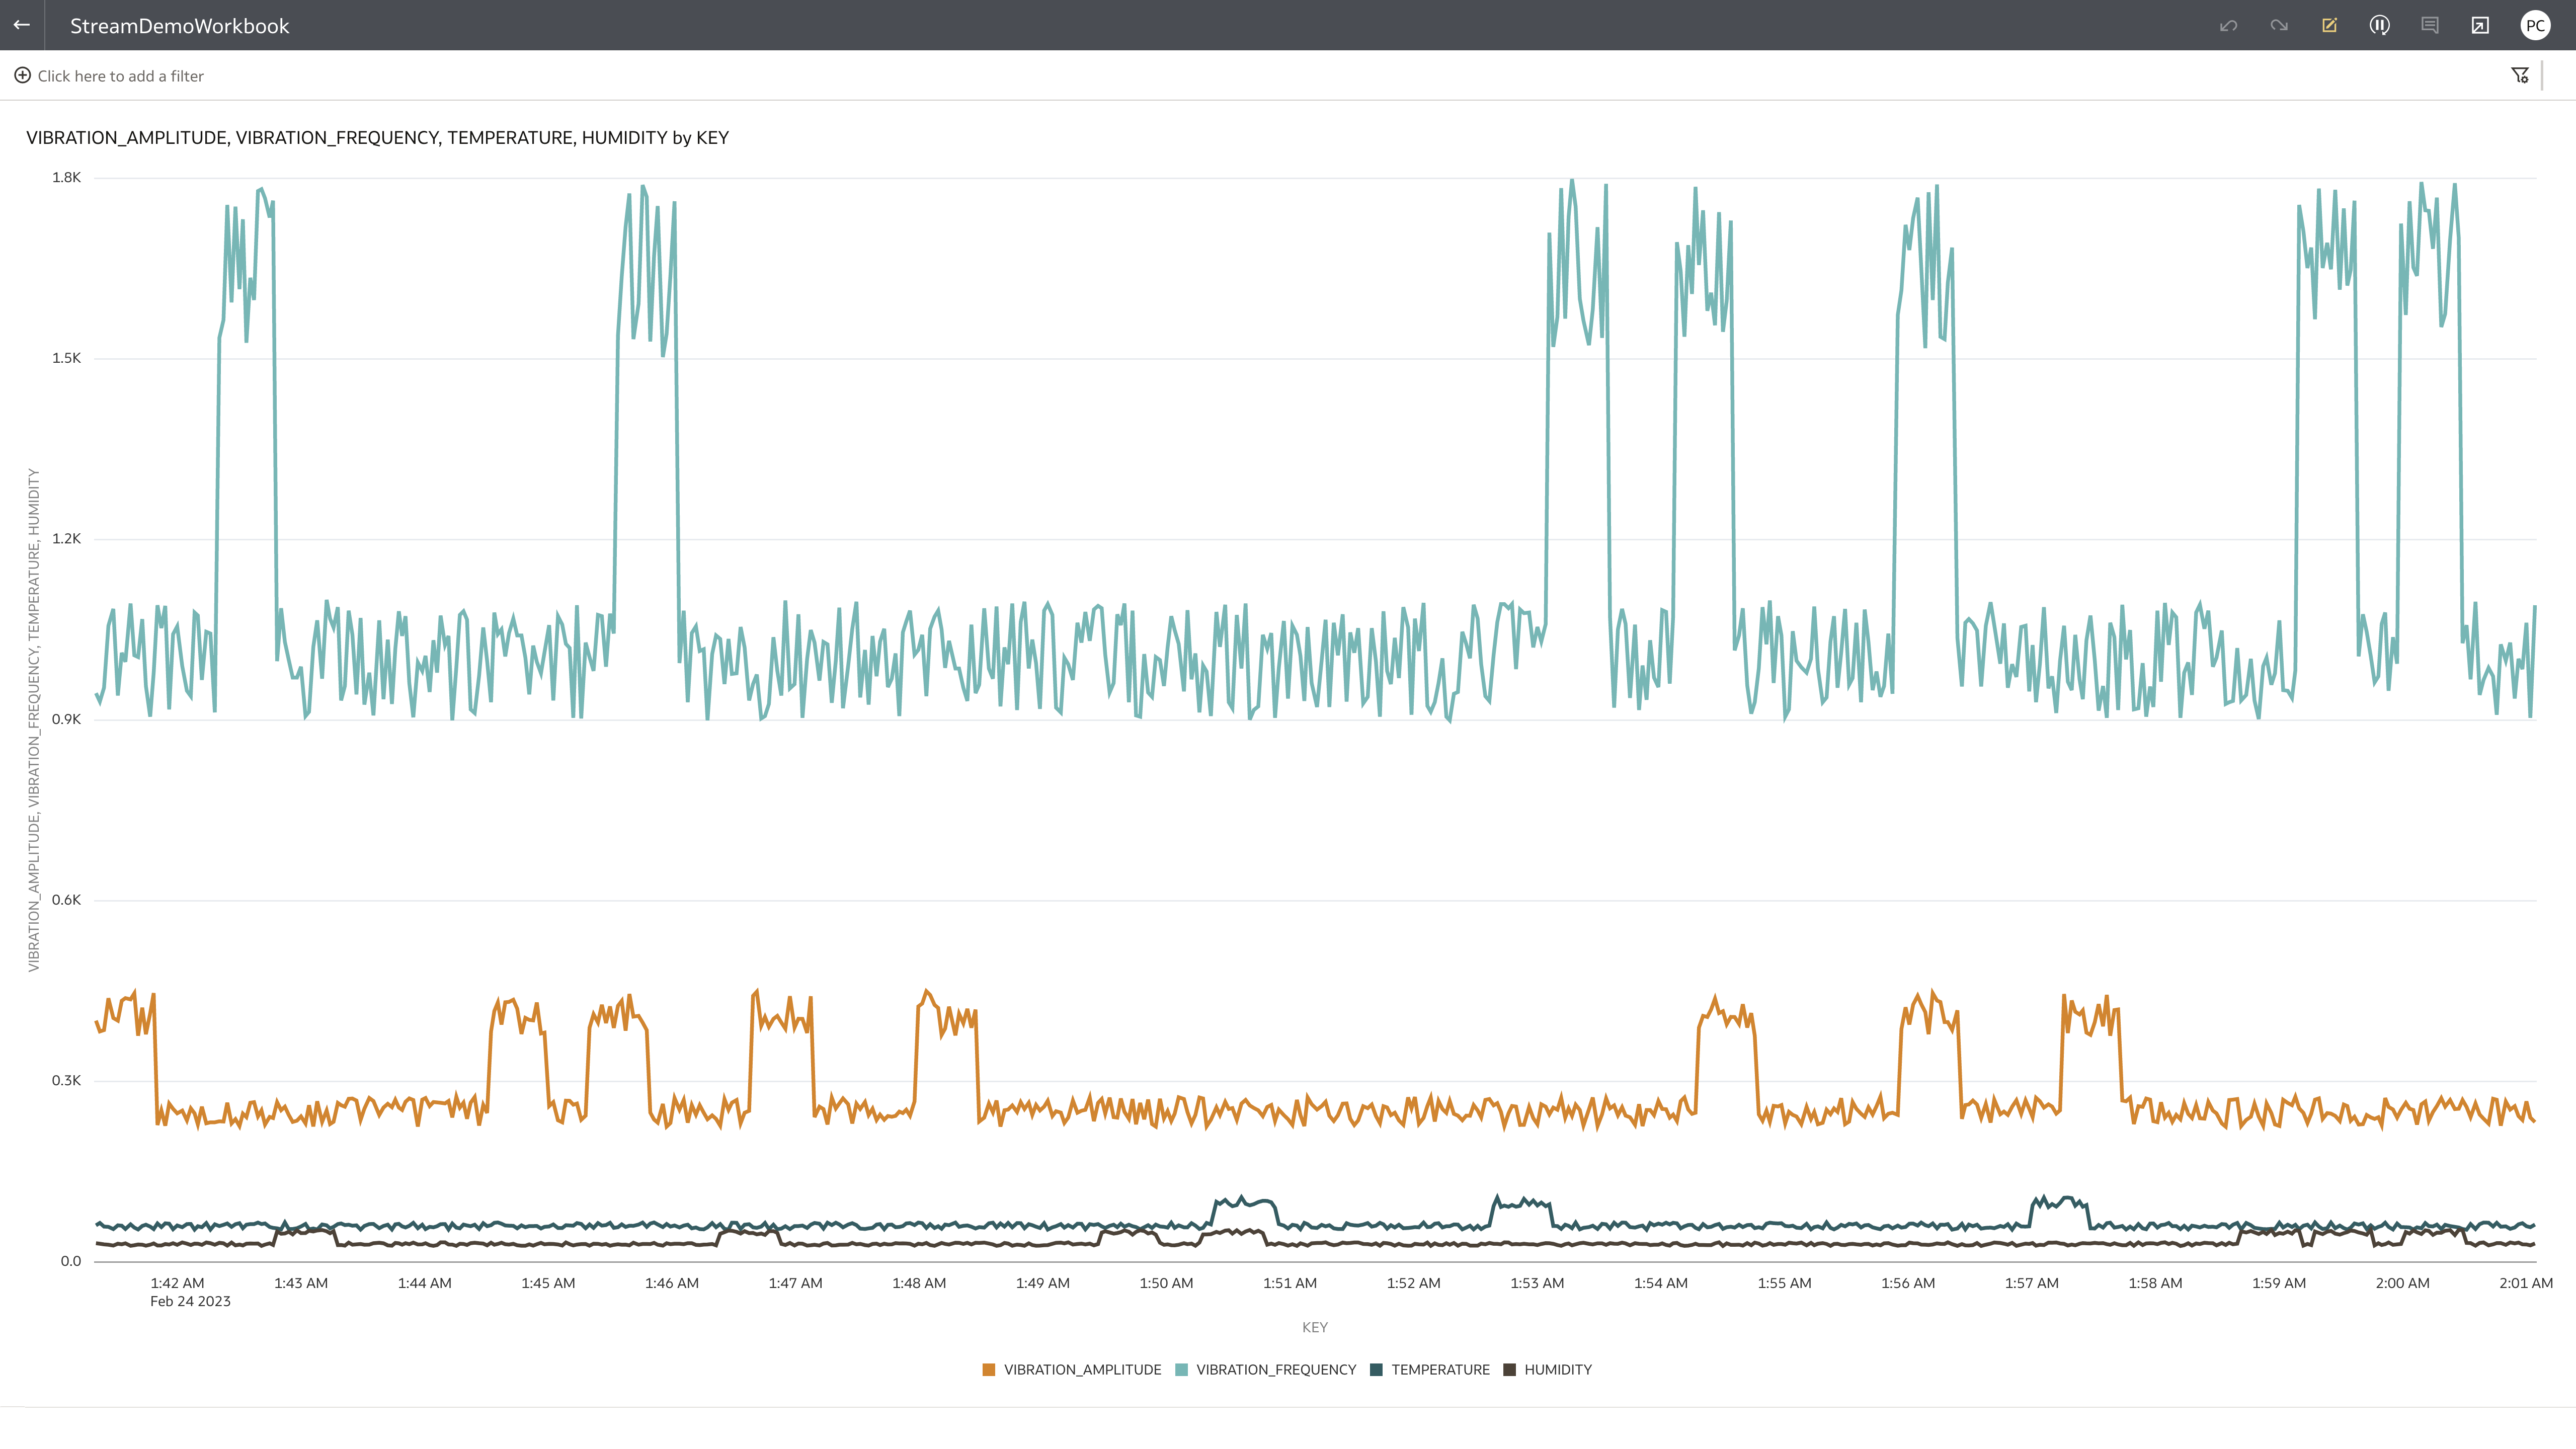 StreamDemoWorkbook
PC
Click here to add a filter
VIBRATION_AMPLITUDE, VIBRATION_FREQUENCY, TEMPERATURE, HUMIDITY by KEY
VIBRATION_AMPLITUDE, VIBRATION_FREQUENCY, TEMPERATURE, HUMIDITY
1.8K
1.5K
1.2K
0.9K
0.6K
0.3K
0.0
1:42 AM 1:43 AM 1:44 AM 1:45 AM 1:46 AM 1:47 AM 1:48 AM 1:49 AM 1:50 AM 1:51 AM 1:52 AM 1:53 AM 1:54 AM 1:55 AM 1:56 AM 1:57 AM 1:58 AM 1:59 AM 2:00 AM 2:01 AM
Feb 24 2023
KEY
VIBRATION_AMPLITUDE VIBRATION_FREQUENCY TEMPERATURE HUMIDITY